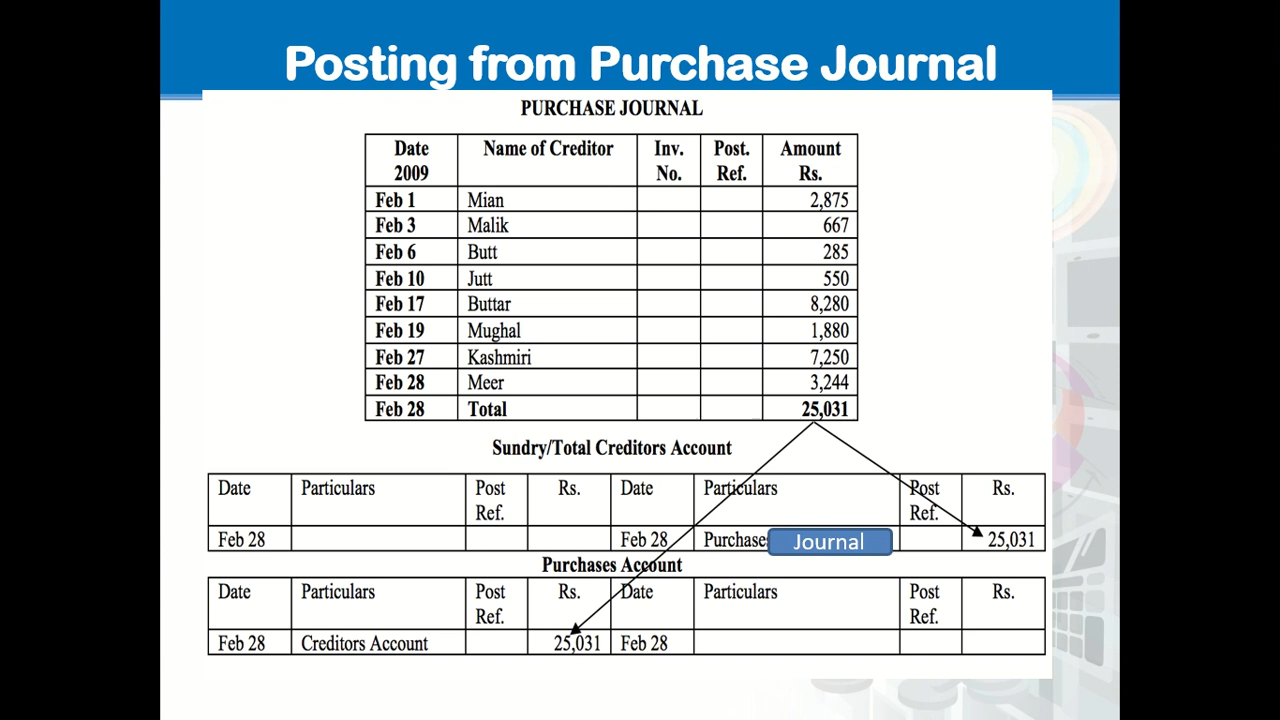 Posting from Purchase Journal
PURCHASE JOURNAL
Date 2009 Name of Creditor Inv. No. Post. Ref. Amount Rs.
Feb 1 Mian 2,875
Feb 3 Malik 667
Feb 6 Butt 285
Feb 10 Jutt 550
Feb 17 Buttar 8,280
Feb 19 Mughal 1,880
Feb 27 Kashmiri 7,250
Feb 28 Meer 3,244
Feb 28 Total 25,031
Sundry/Total Creditors Account
Date Particulars Post Ref. Rs. Date Particulars Post Ref. Rs.
Feb 28 Feb 28 Purchases Journal 25,031
Purchases Account
Date Particulars Post Ref. Rs. Date Particulars Post Ref. Rs.
Feb 28 Creditors Account 25,031 Feb 28